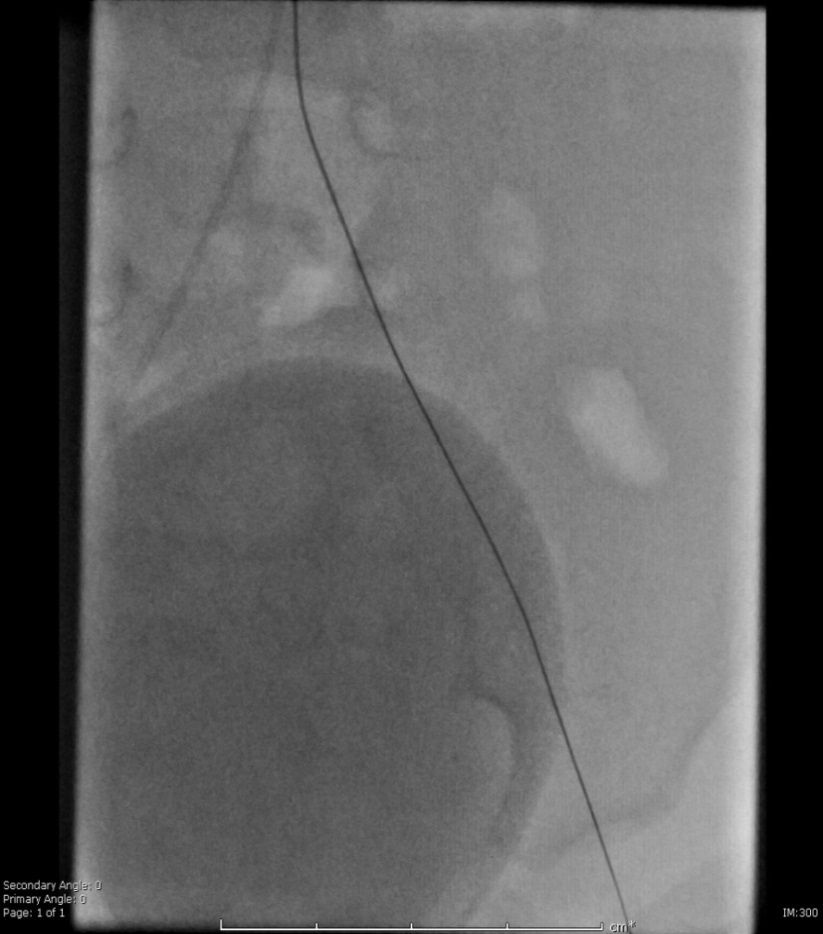 Secondary Angle: 0
Primary Angle: 0
Page: 1 of 1
IM:300
cm*